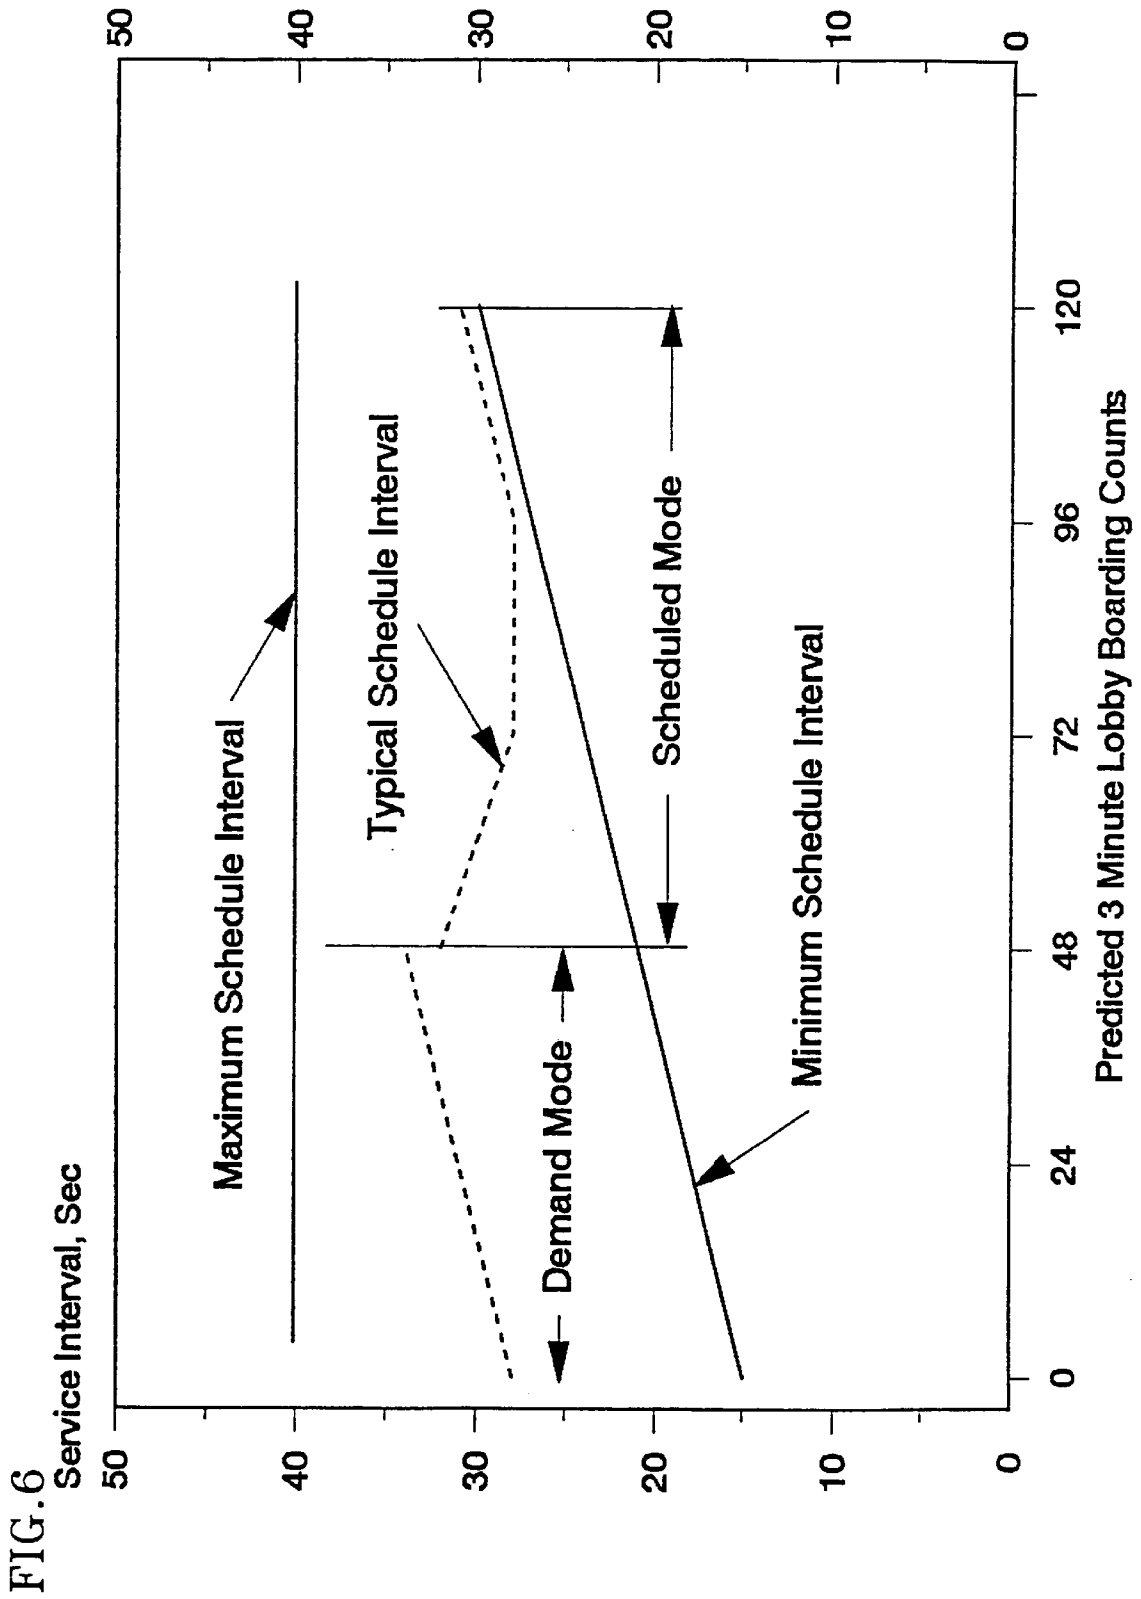 FIG.6
Service Interval, Sec
50
40
30
20
10
0
50
40
30
20
10
0
Maximum Schedule Interval
Typical Schedule Interval
Demand Mode
Scheduled Mode
Minimum Schedule Interval
0
24
48
72
96
120
Predicted 3 Minute Lobby Boarding Counts